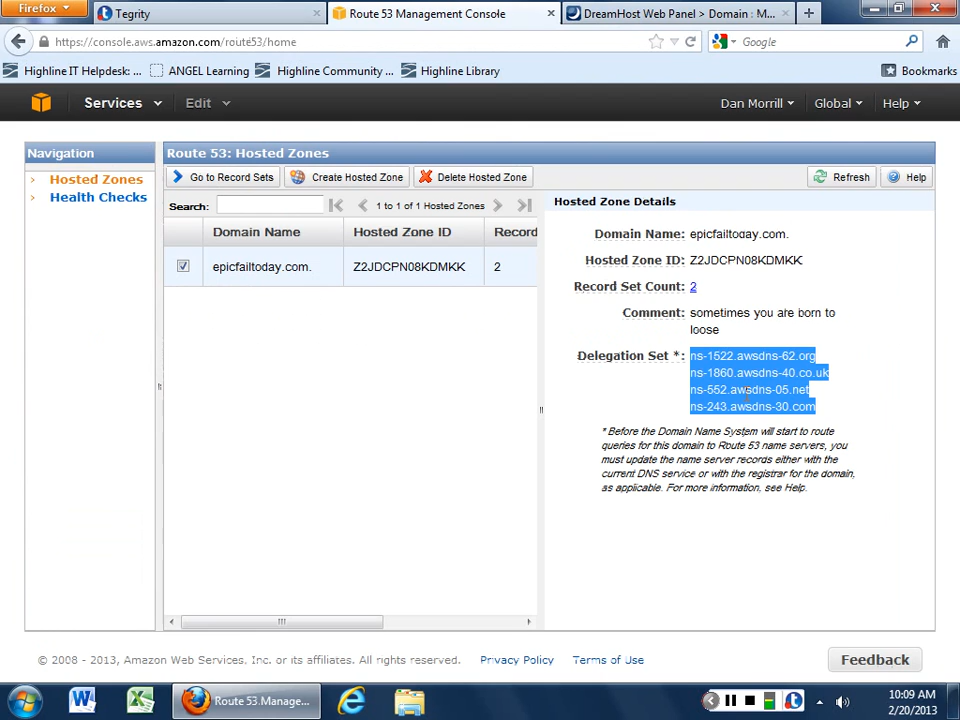 Firefox
Tegrity
Route 53 Management Console
DreamHost Web Panel > Domain : M...
https://console.aws.amazon.com/route53/home
Google
Highline IT Helpdesk: ...
ANGEL Learning
Highline Community ...
Highline Library
Bookmarks
Services
Edit
Dan Morrill
Global
Help
Navigation
Hosted Zones
Health Checks
Route 53: Hosted Zones
Go to Record Sets
Create Hosted Zone
Delete Hosted Zone
Refresh
Help
Search:
1 to 1 of 1 Hosted Zones
Domain Name
Hosted Zone ID
Record
epicfailtoday.com.
Z2JDCPN08KDMKK
2
Hosted Zone Details
Domain Name: epicfailtoday.com.
Hosted Zone ID: Z2JDCPN08KDMKK
Record Set Count: 2
Comment: sometimes you are born to
loose
Delegation Set *: ns-1522.awsdns-62.org
ns-1860.awsdns-40.co.uk
ns-552.awsdns-05.net
ns-243.awsdns-30.com
* Before the Domain Name System will start to route
queries for this domain to Route 53 name servers, you
must update the name server records either with the
current DNS service or with the registrar for the domain,
as applicable. For more information, see Help.
© 2008 - 2013, Amazon Web Services, Inc. or its affiliates. All rights reserved.
Privacy Policy
Terms of Use
Feedback
Route 53 Manage...
10:09 AM
2/20/2013